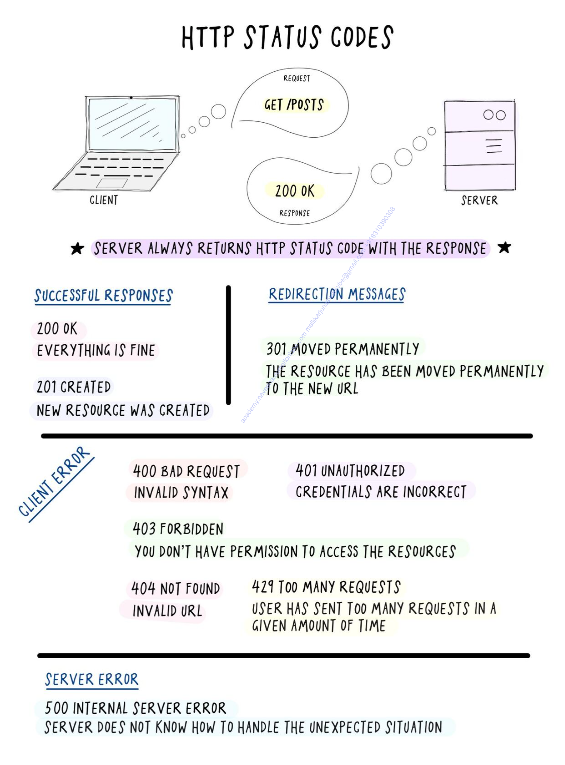 HTTP STATUS CODES
REQUEST
GET /POSTS
200 OK
RESPONSE
CLIENT
SERVER
★ SERVER ALWAYS RETURNS HTTP STATUS CODE WITH THE RESPONSE ★
SUCCESSFUL RESPONSES
200 OK
EVERYTHING IS FINE
201 CREATED
NEW RESOURCE WAS CREATED
REDIRECTION MESSAGES
301 MOVED PERMANENTLY
THE RESOURCE HAS BEEN MOVED PERMANENTLY
TO THE NEW URL
CLIENT ERROR
400 BAD REQUEST
INVALID SYNTAX
401 UNAUTHORIZED
CREDENTIALS ARE INCORRECT
403 FORBIDDEN
YOU DON'T HAVE PERMISSION TO ACCESS THE RESOURCES
404 NOT FOUND
INVALID URL
429 TOO MANY REQUESTS
USER HAS SENT TOO MANY REQUESTS IN A
GIVEN AMOUNT OF TIME
SERVER ERROR
500 INTERNAL SERVER ERROR
SERVER DOES NOT KNOW HOW TO HANDLE THE UNEXPECTED SITUATION